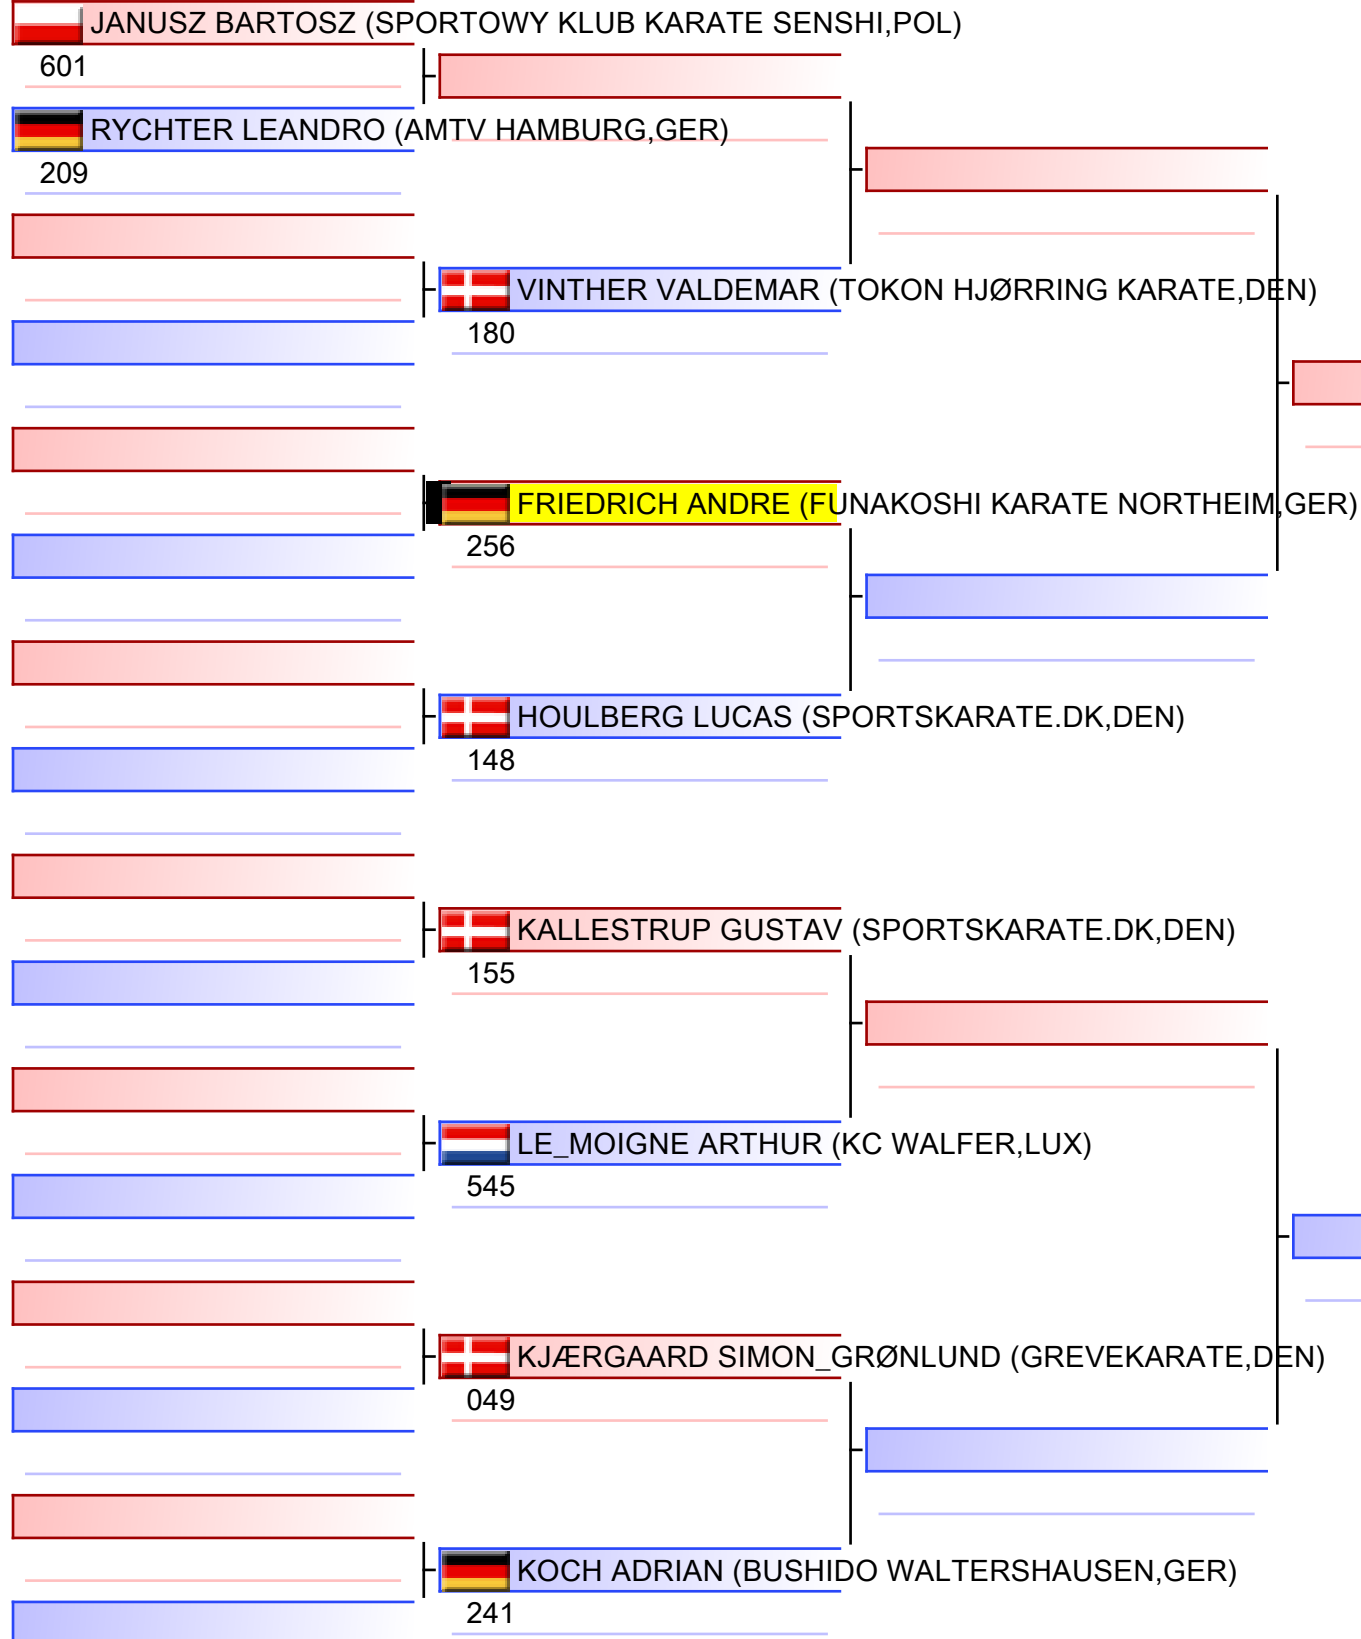 JANUSZ BARTOSZ (SPORTOWY KLUB KARATE SENSHI,POL)
601
RYCHTER LEANDRO (AMTV HAMBURG,GER)
209
VINTHER VALDEMAR (TOKON HJØRRING KARATE,DEN)
180
FRIEDRICH ANDRE (FUNAKOSHI KARATE NORTHEIM,GER)
256
HOULBERG LUCAS (SPORTSKARATE.DK,DEN)
148
KALLESTRUP GUSTAV (SPORTSKARATE.DK,DEN)
155
LE_MOIGNE ARTHUR (KC WALFER,LUX)
545
KJÆRGAARD SIMON_GRØNLUND (GREVEKARATE,DEN)
049
KOCH ADRIAN (BUSHIDO WALTERSHAUSEN,GER)
241